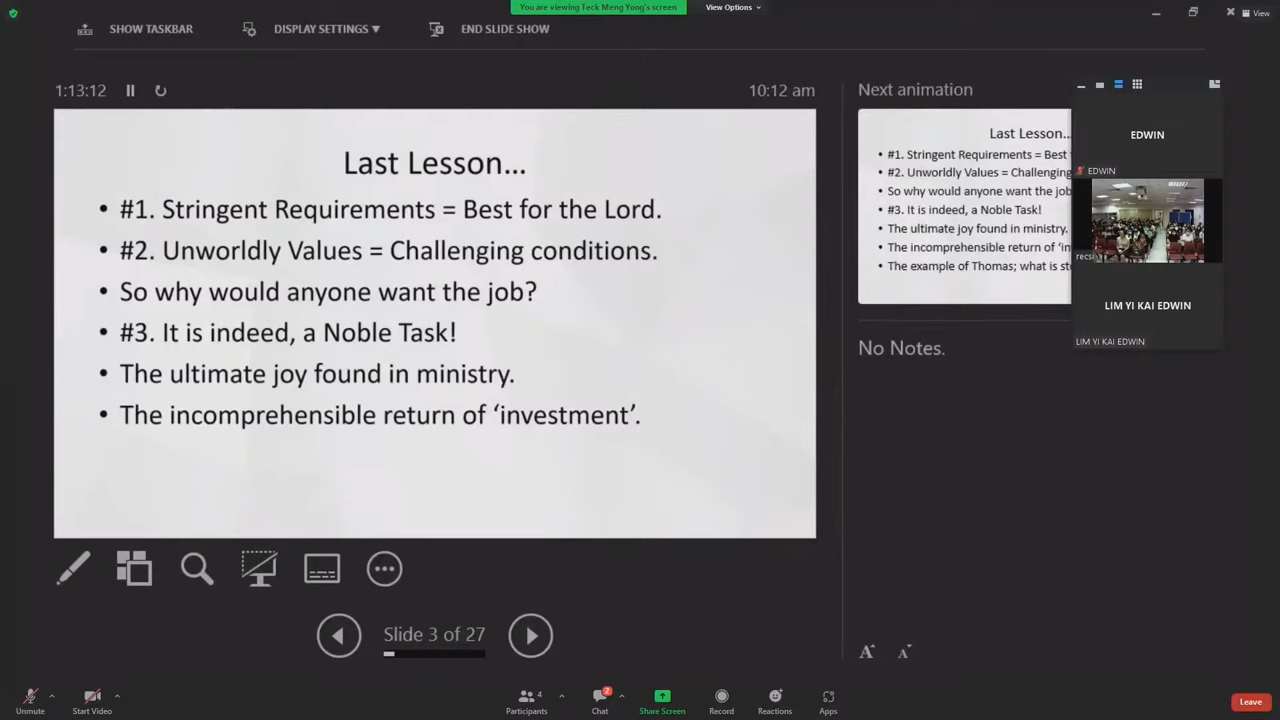 You are viewing Teck Meng Yong's screen
View Options
View
SHOW TASKBAR
DISPLAY SETTINGS
END SLIDE SHOW
1:13:12
10:12 am
Last Lesson...
• #1. Stringent Requirements = Best for the Lord.
• #2. Unworldly Values = Challenging conditions.
• So why would anyone want the job?
• #3. It is indeed, a Noble Task!
• The ultimate joy found in ministry.
• The incomprehensible return of ‘investment’.
Next animation
Last Lesson...
• #1. Stringent Requirements = Best
• #2. Unworldly Values = Challenging
• So why would anyone want the job
• #3. It is indeed, a Noble Task!
• The ultimate joy found in ministry.
• The incomprehensible return of ‘in
• The example of Thomas; what is st
No Notes.
EDWIN
EDWIN
recs
LIM YI KAI EDWIN
LIM YI KAI EDWIN
Slide 3 of 27
A A
Unmute
Start Video
Participants
4
Chat
2
Share Screen
Record
Reactions
Apps
Leave